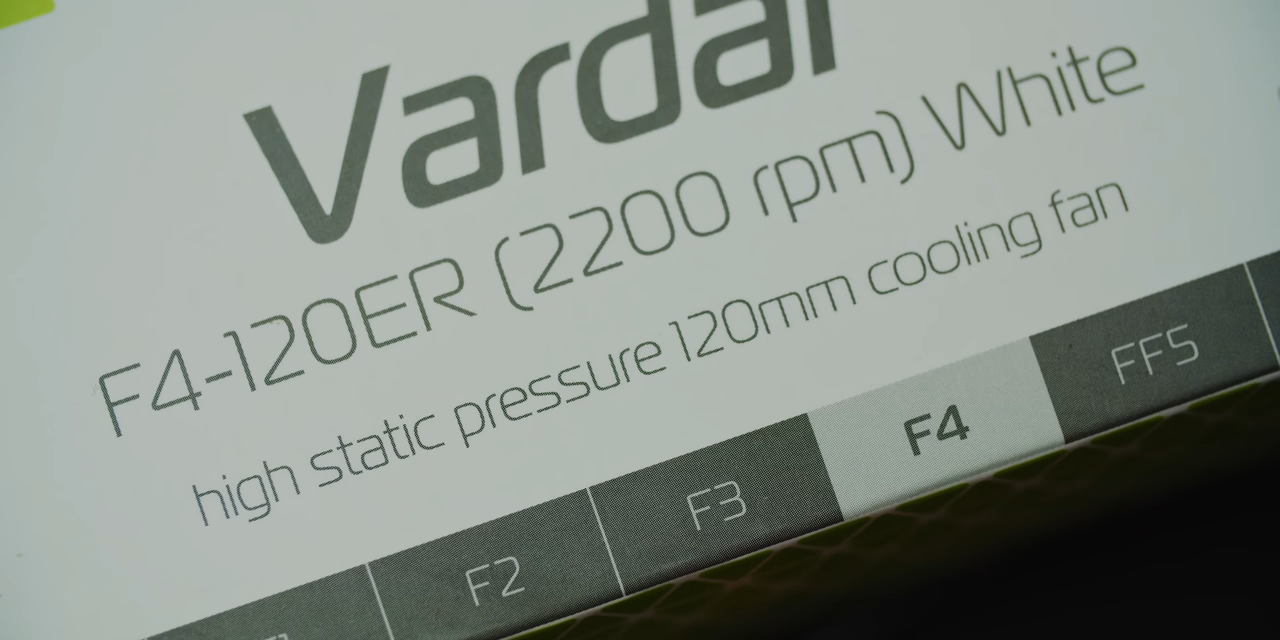 Vardar
F4-120ER (2200 rpm) White
high static pressure 120mm cooling fan
F2 F3 F4 FF5